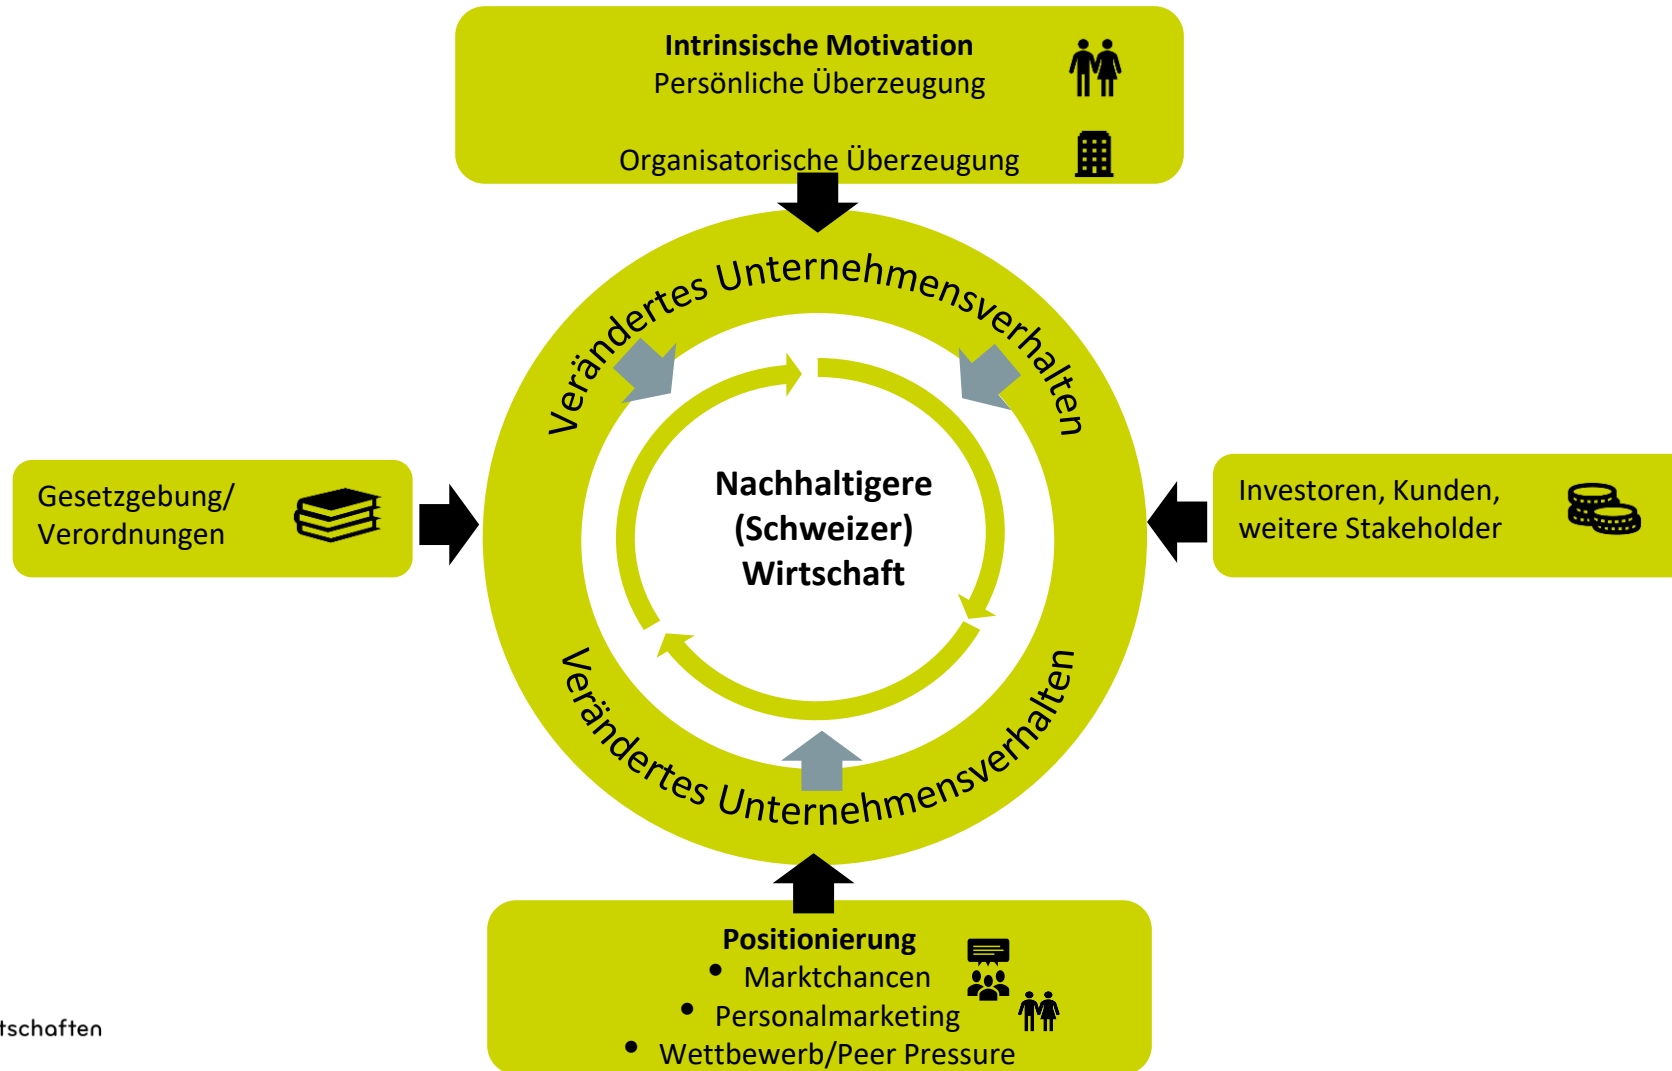 Intrinsische Motivation
Persönliche Überzeugung
Organisatorische Überzeugung
Verändertes Unternehmensverhalten
Gesetzgebung/
Verordnungen
Nachhaltigere
(Schweizer)
Wirtschaft
Investoren, Kunden,
weitere Stakeholder
Verändertes Unternehmensverhalten
Positionierung
• Marktchancen
• Personalmarketing
• Wettbewerb/Peer Pressure
tschaften